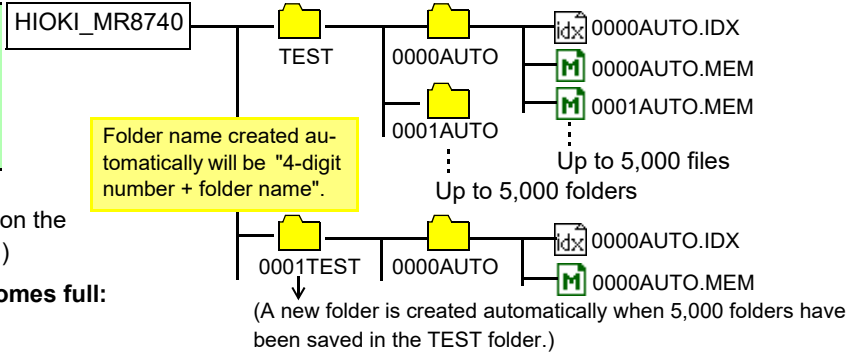 HIOKI_MR8740
TEST
0000AUTO
idx 0000AUTO.IDX
M 0000AUTO.MEM
M 0001AUTO.MEM
0001AUTO
Folder name created au-
tomatically will be "4-digit
number + folder name".
Up to 5,000 files
Up to 5,000 folders
on the
)
omes full:
0001TEST
0000AUTO
idx 0000AUTO.IDX
M 0000AUTO.MEM
(A new folder is created automatically when 5,000 folders have
been saved in the TEST folder.)